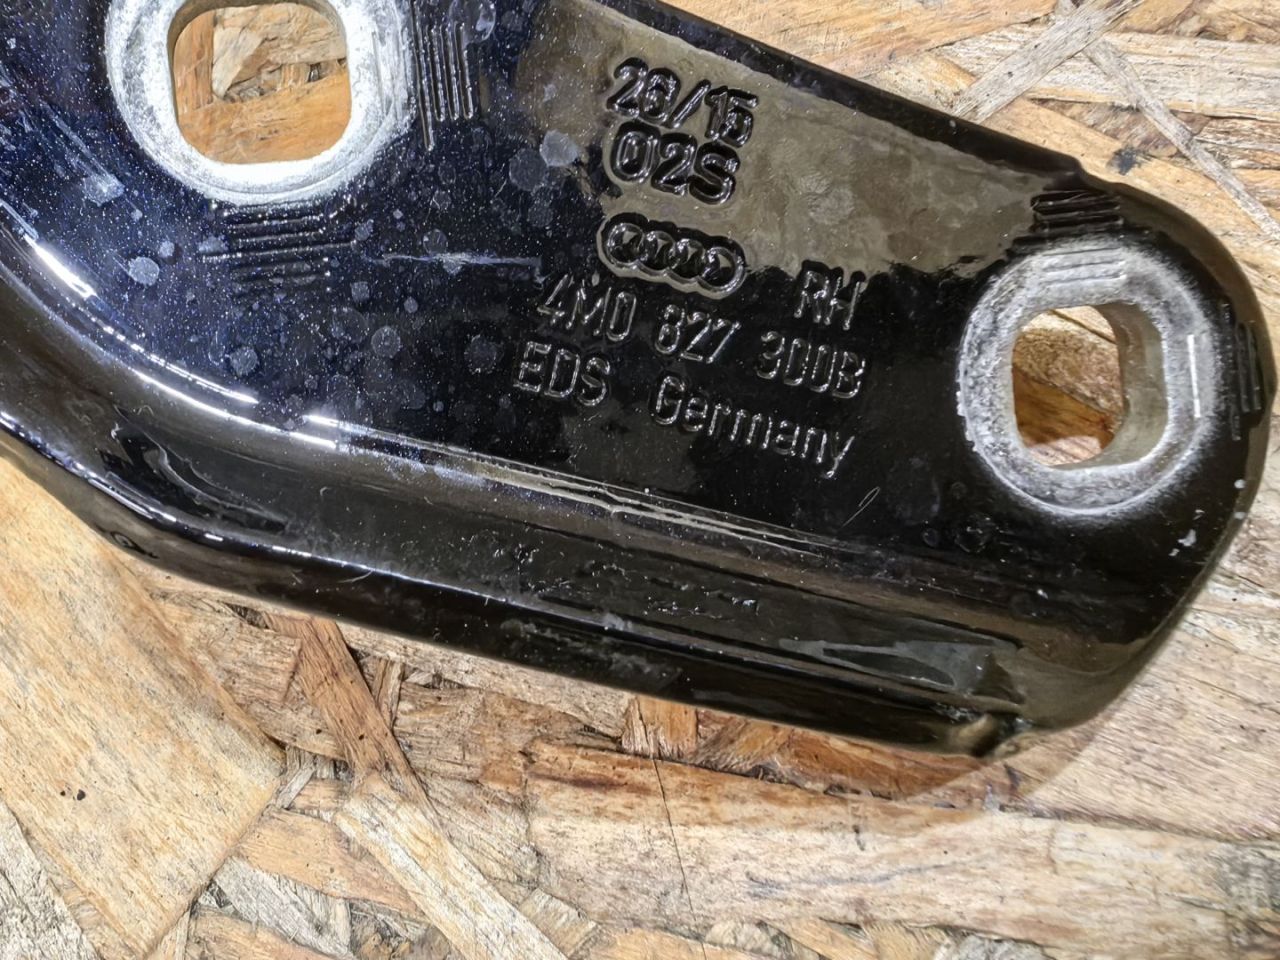 26/15
02S
RH
4M0 827 300B
EDS Germany